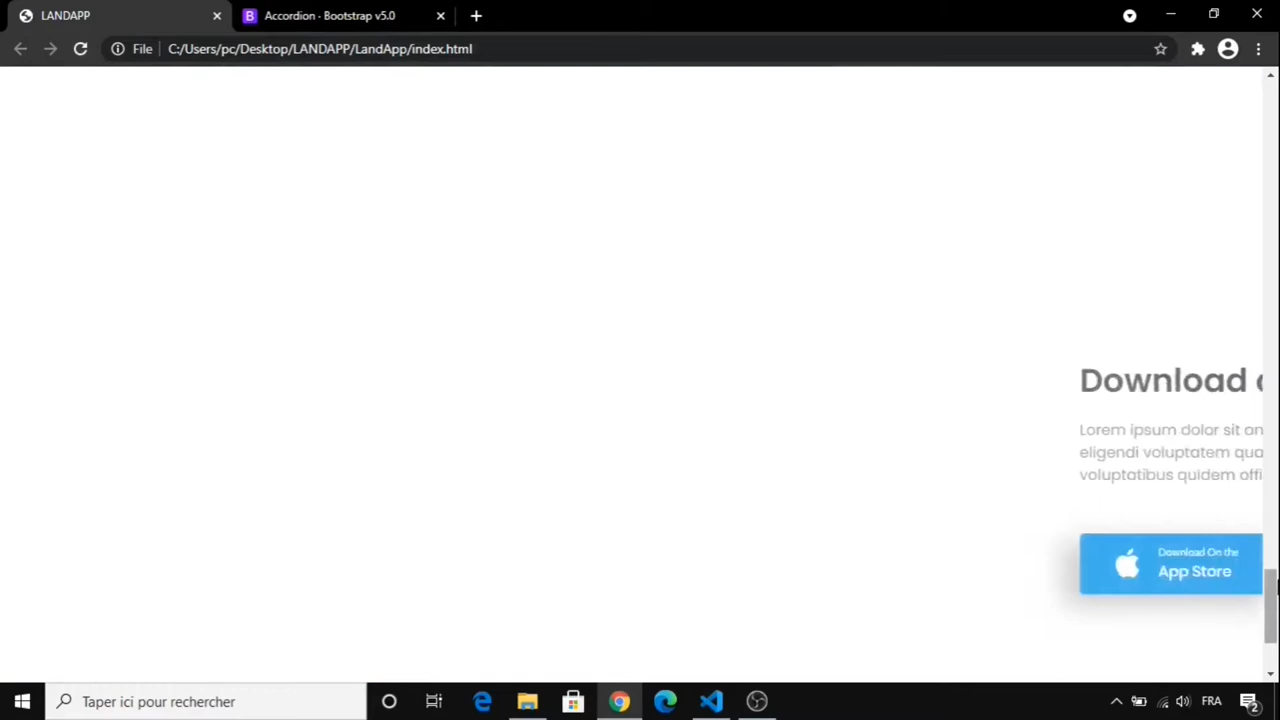 LANDAPP
Accordion · Bootstrap v5.0
File
C:/Users/pc/Desktop/LANDAPP/LandApp/index.html
Download
Lorem ipsum dolor sit
eligendi voluptatem
voluptatibus quidem
Download On the
App Store
Taper ici pour rechercher
FRA
2